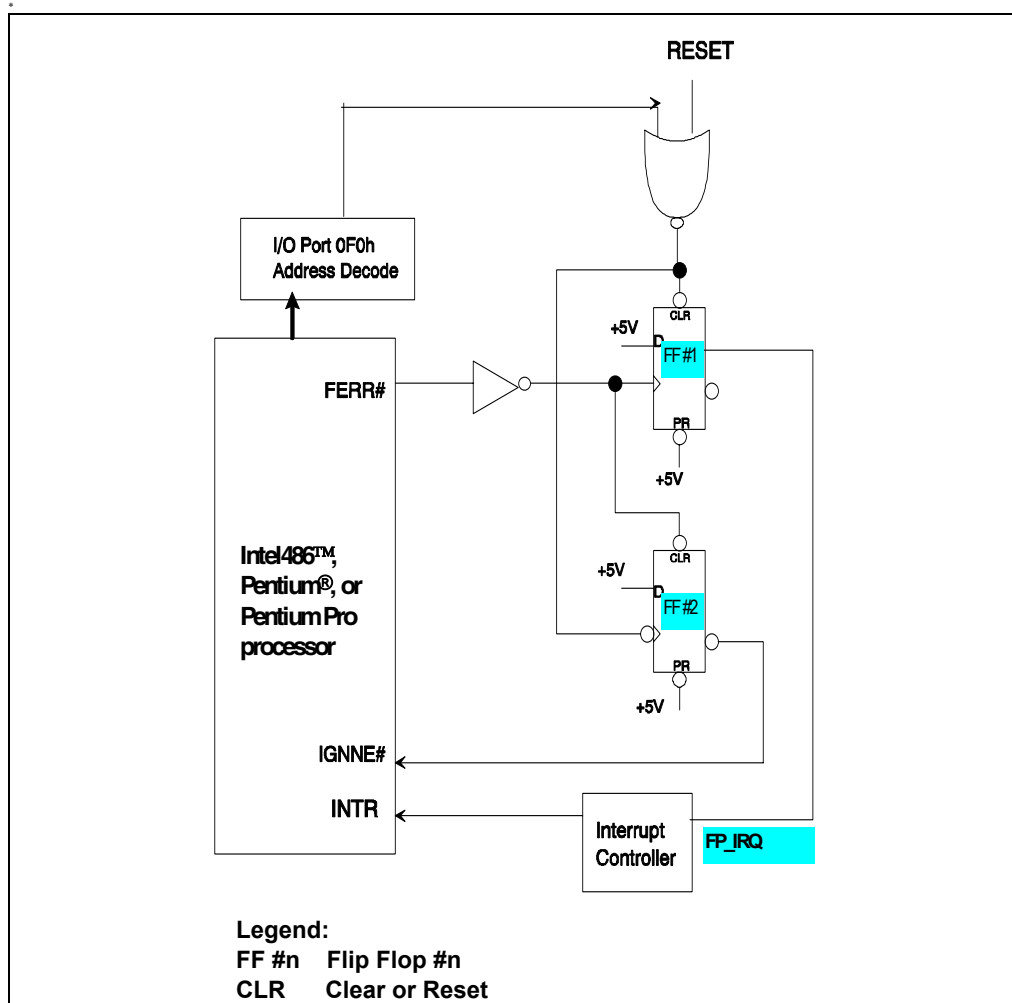 RESET
I/O Port 0F0h
Address Decode
+5V
CLR
D
FF #1
FERR#
PR
+5V
Intel486™,
Pentium®, or
Pentium Pro
processor
CLR
+5V
D
FF #2
PR
+5V
IGNNE#
INTR
Interrupt
Controller
FP_IRQ
Legend:
FF #n Flip Flop #n
CLR Clear or Reset